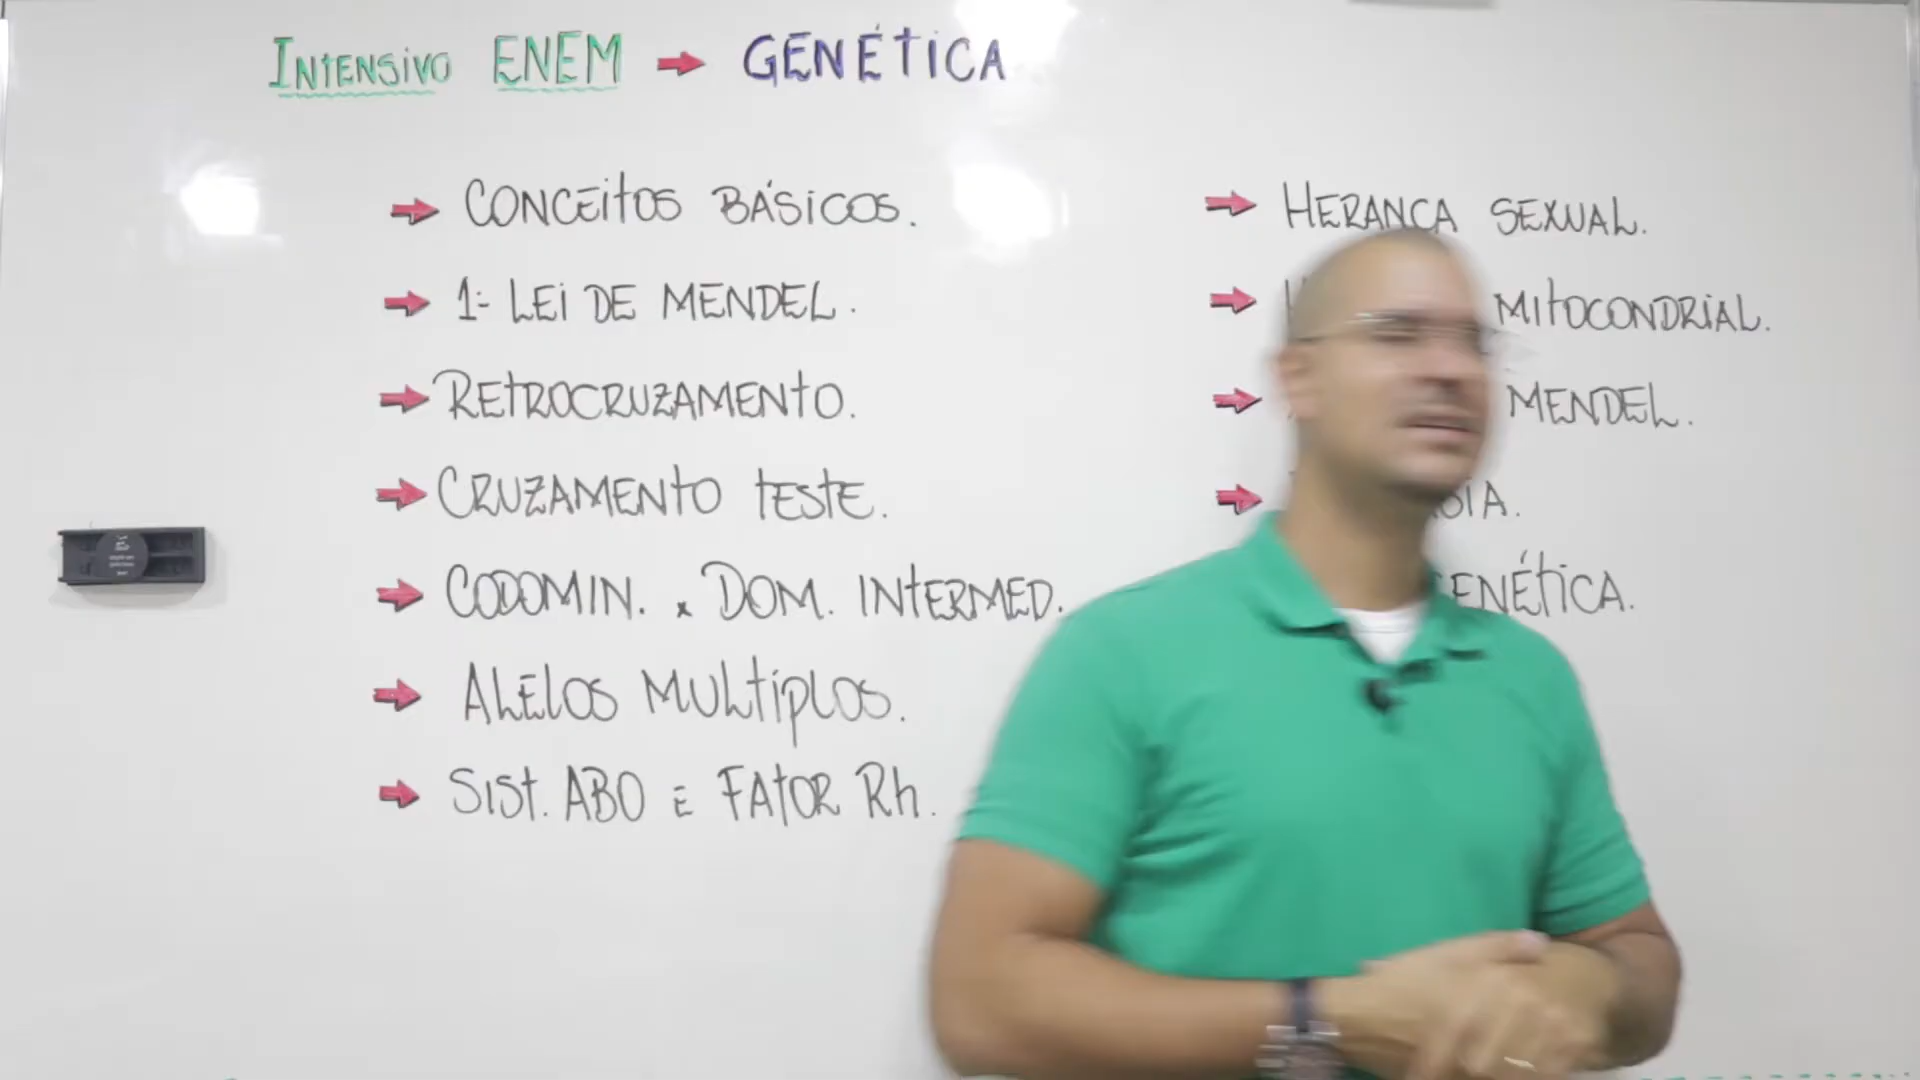 INTENSIVO ENEM → GENÉTICA
→ CONCEITOS BÁSICOS.
→ 1ª LEI DE MENDEL.
→ RETROCRUZAMENTO.
→ CRUZAMENTO TESTE.
→ CODOMIN. x DOM. INTERMED.
→ ALELOS MULTIPLOS.
→ SIST. ABO E FATOR Rh.
→ HERANÇA SEXUAL.
→ MITOCONDRIAL.
→ MENDEL.
→
→ ENÉTICA.